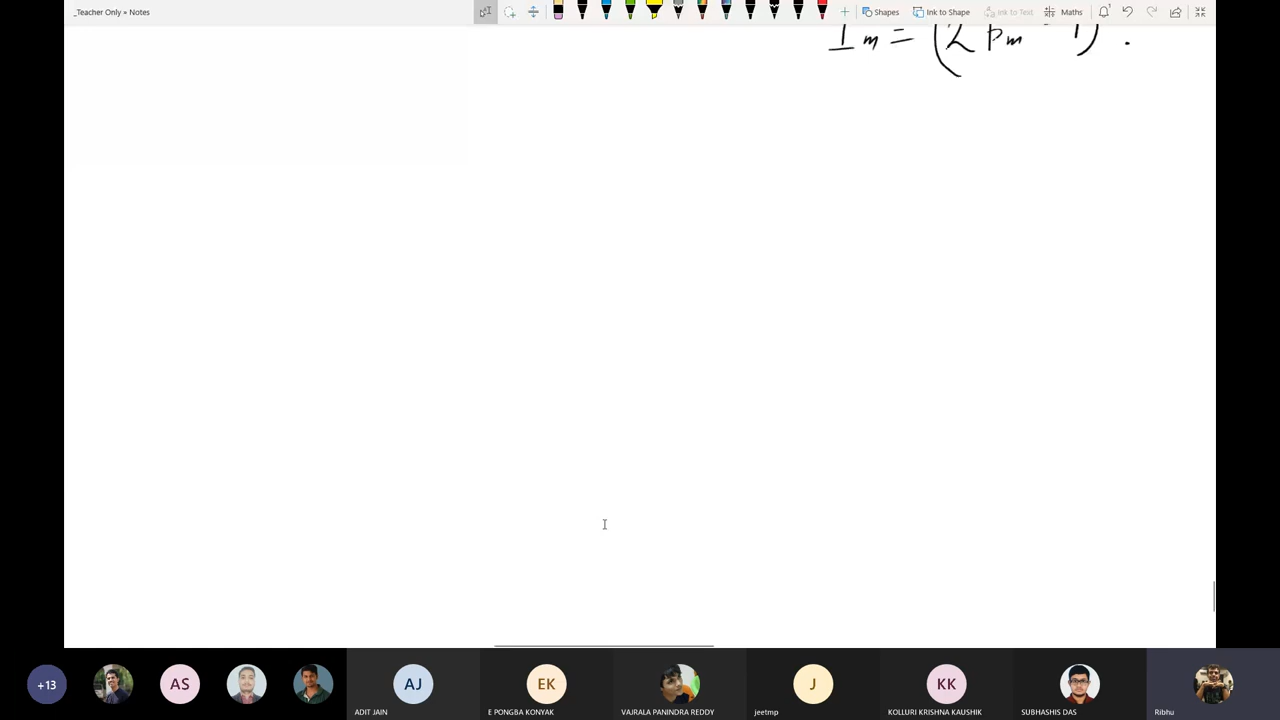 _Teacher Only » Notes
Shapes
Ink to Shape
Ink to Text
Maths
+13
AS
AJ
EK
J
KK
ADIT JAIN
E PONGBA KONYAK
VAJRALA PANINDRA REDDY
jeetmp
KOLLURI KRISHNA KAUSHIK
SUBHASHIS DAS
Ribhu